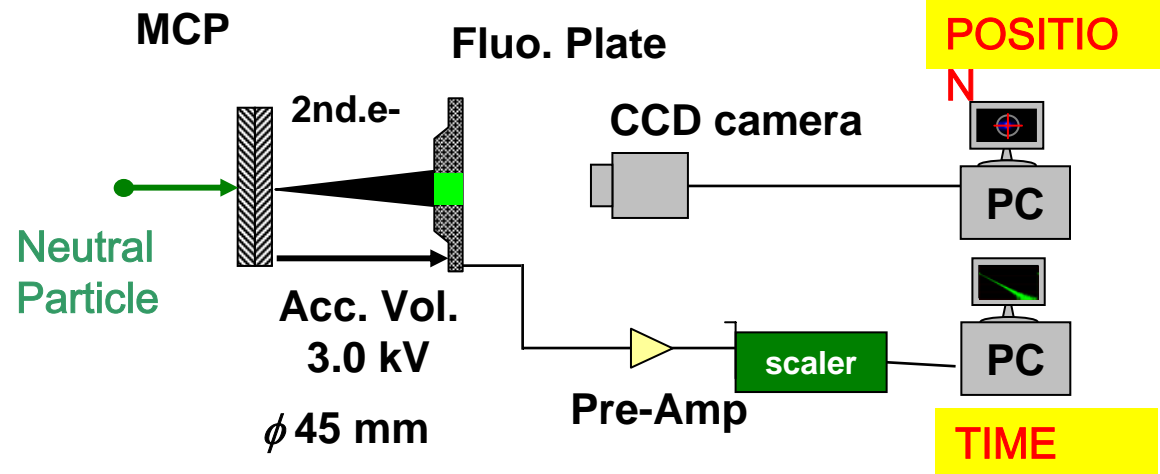 MCP
Fluo. Plate
POSITIO
N
2nd.e-
CCD camera
PC
Neutral
Particle
Acc. Vol.
3.0 kV
scaler
PC
Pre-Amp
ϕ 45 mm
TIME